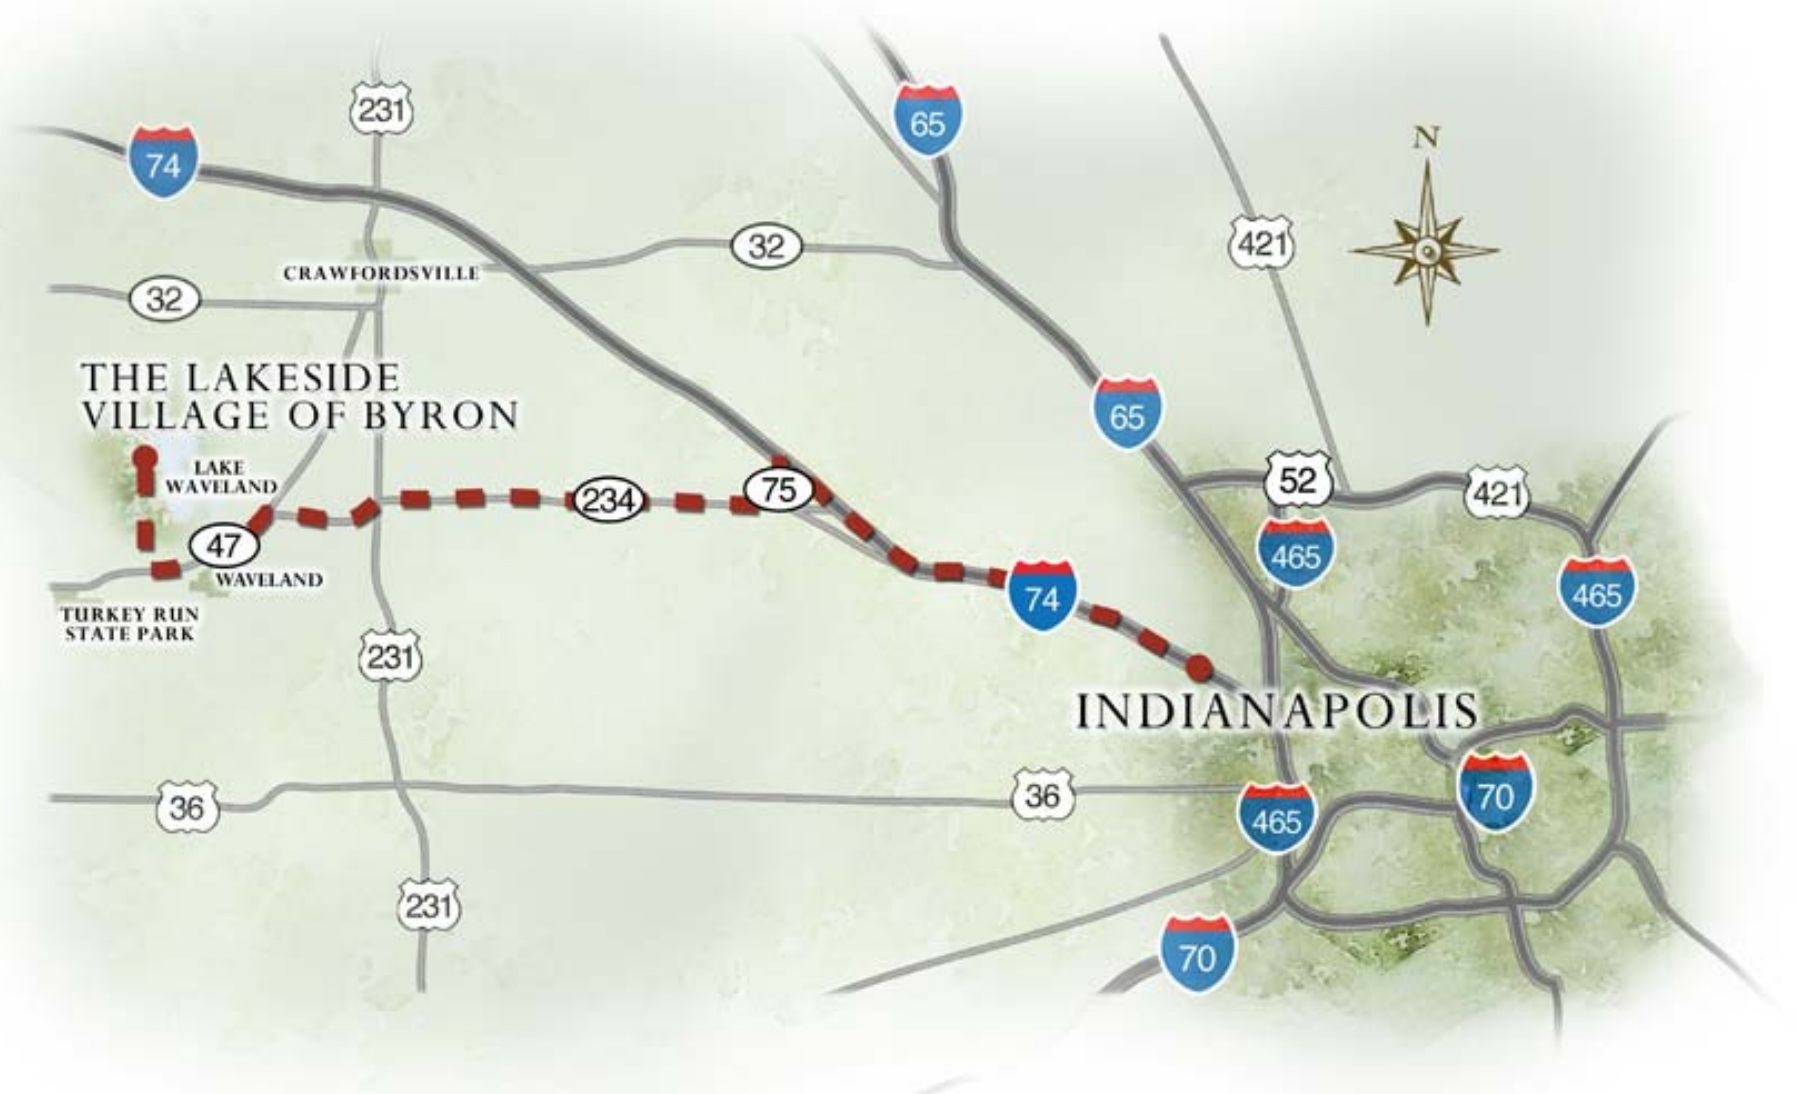 231
65
74
N
421
32
CRAWFORDSVILLE
32
THE LAKESIDE
VILLAGE OF BYRON
65
LAKE
WAVELAND
52
421
75
234
47
465
WAVELAND
74
465
TURKEY RUN
STATE PARK
231
INDIANAPOLIS
36
36
70
465
231
70